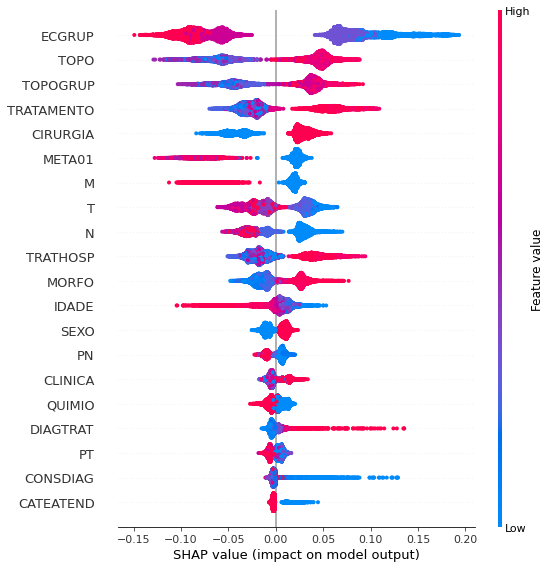 High
ECGRUP
TOPO
TOPOGRUP
TRATAMENTO
CIRURGIA
META01
M
T
N
TRATHOSP
MORFO
IDADE
SEXO
PN
CLINICA
QUIMIO
DIAGTRAT
PT
CONSDIAG
CATEATEND
Feature value
Low
−0.15 −0.10 −0.05 0.00 0.05 0.10 0.15 0.20
SHAP value (impact on model output)